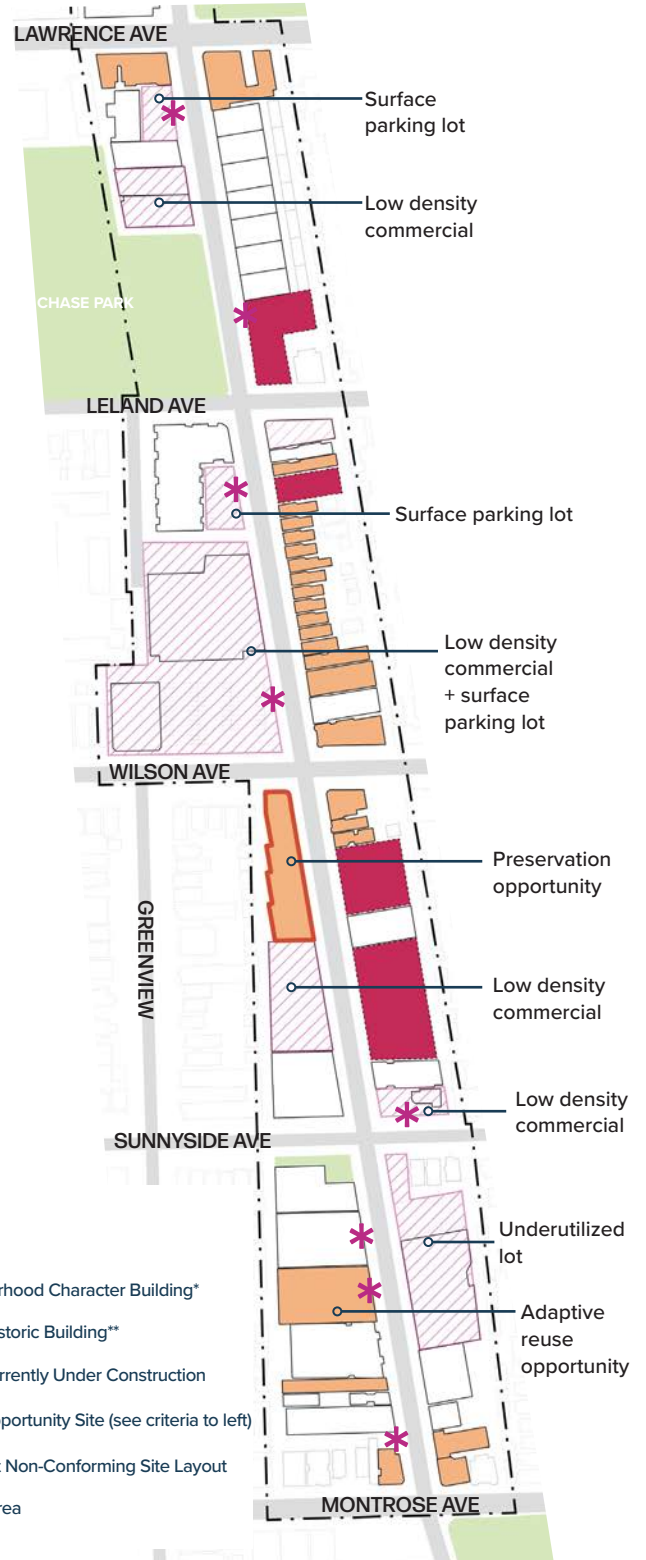 LAWRENCE AVE
Surface
parking lot
Low density
commercial
CHASE PARK
LELAND AVE
Surface parking lot
Low density
commercial
+ surface
parking lot
WILSON AVE
Preservation
opportunity
GREENVIEW
Low density
commercial
Low density
commercial
SUNNYSIDE AVE
Underutilized
lot
Adaptive
reuse
opportunity
rhood Character Building*
storic Building**
rrently Under Construction
portunity Site (see criteria to left)
t Non-Conforming Site Layout
rea
MONTROSE AVE